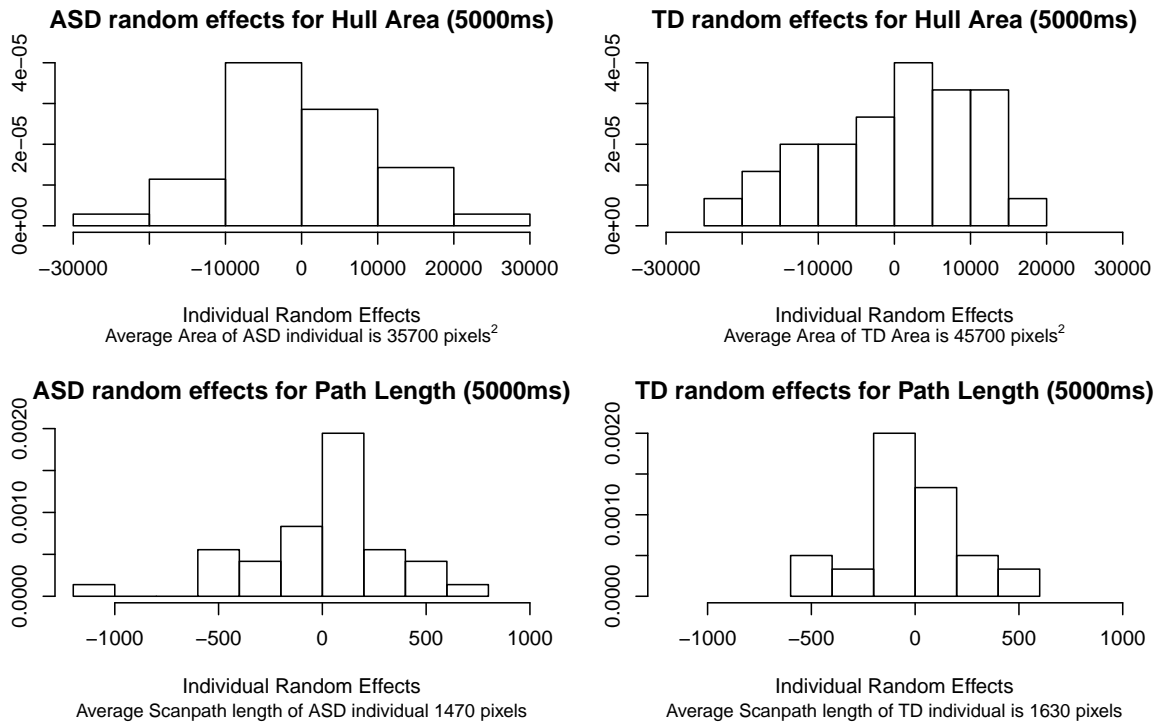 ASD random effects for Hull Area (5000ms)
4e−05
2e−05
0e+00
−30000 −10000 0 10000 20000 30000
Individual Random Effects
Average Area of ASD individual is 35700 pixels²
TD random effects for Hull Area (5000ms)
4e−05
2e−05
0e+00
−30000 −10000 0 10000 20000 30000
Individual Random Effects
Average Area of TD Area is 45700 pixels²
ASD random effects for Path Length (5000ms)
0.0020
0.0010
0.0000
−1000 −500 0 500 1000
Individual Random Effects
Average Scanpath length of ASD individual 1470 pixels
TD random effects for Path Length (5000ms)
0.0020
0.0010
0.0000
−1000 −500 0 500 1000
Individual Random Effects
Average Scanpath length of TD individual is 1630 pixels